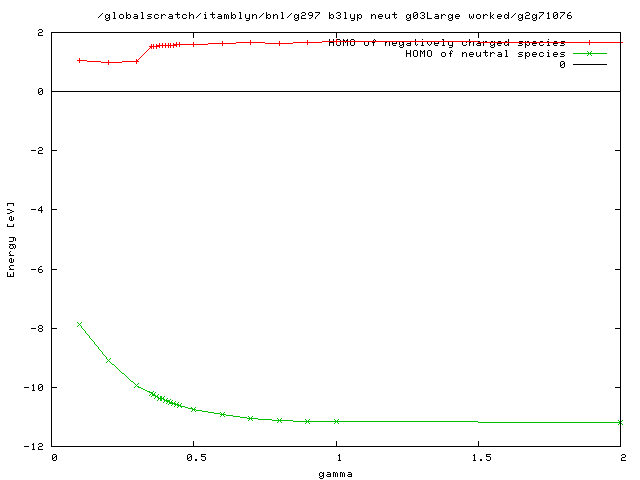 /globalscratch/itamblyn/bnl/g297 b3lyp neut g03Large worked/g2g71076
HOMO of negatively charged species
HOMO of neutral species
0
2
0
-2
-4
-6
-8
-10
-12
Energy [eV]
0
0.5
1
1.5
2
gamma